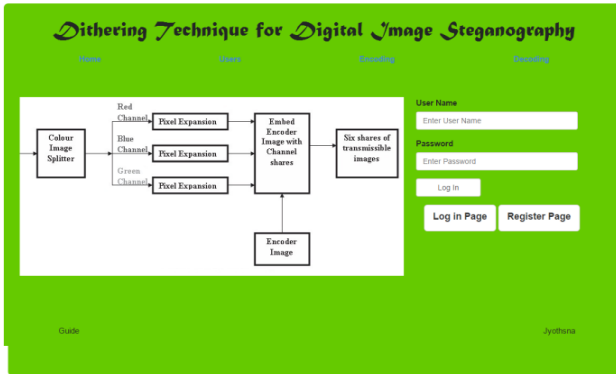 Dithering Technique for Digital Image Steganography
Home Users Encoding Decoding
Colour
Image
Splitter
Red
Channel
Blue
Channel
Green
Channel
Pixel Expansion
Pixel Expansion
Pixel Expansion
Embed
Encoder
Image with
Channel
shares
Six shares of
transmissible
images
Encoder
Image
User Name
Enter User Name
Password
Enter Password
Log In
Log in Page Register Page
Guide Jyothsna